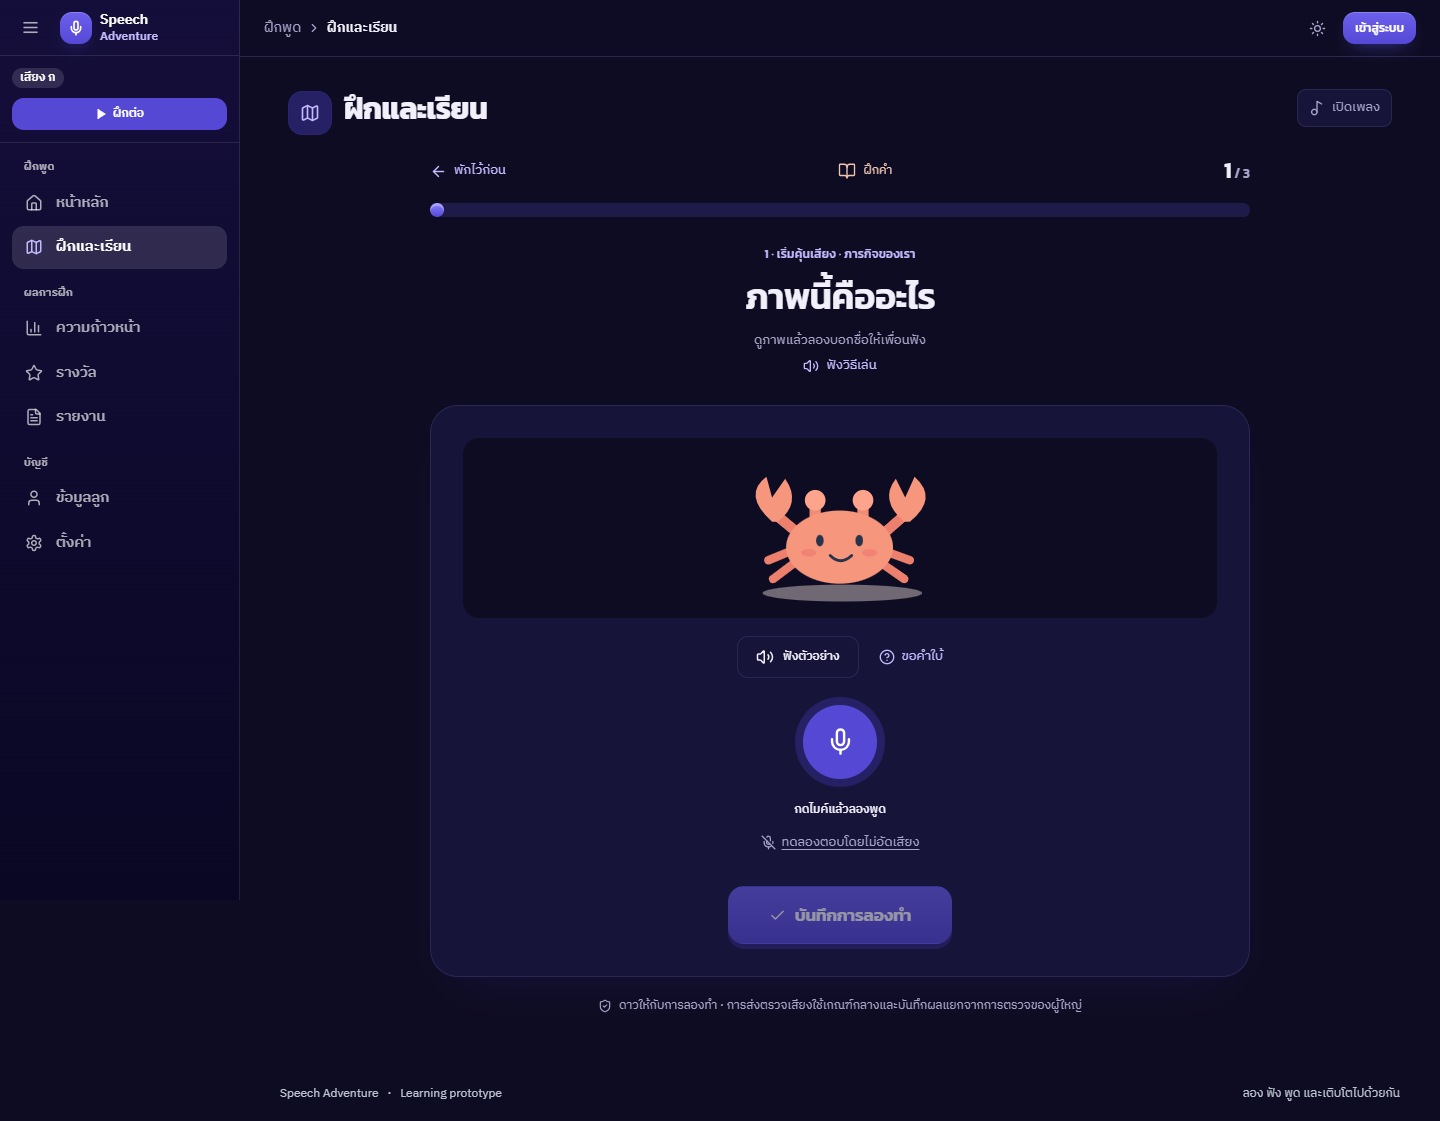 Speech
Adventure
เสียง ก
ฝึกต่อ
ฝึกพูด
หน้าหลัก
ฝึกและเรียน
ผลการฝึก
ความก้าวหน้า
รางวัล
รายงาน
บัญชี
ข้อมูลลูก
ตั้งค่า
ฝึกพูด > ฝึกและเรียน
เข้าสู่ระบบ
ฝึกและเรียน
เปิดเพลง
พักไว้ก่อน
ฝึกคำ
1 / 3
1 · เริ่มคุ้นเสียง · ภารกิจของเรา
ภาพนี้คืออะไร
ดูภาพแล้วลองบอกชื่อให้เพื่อนฟัง
ฟังวิธีเล่น
ฟังตัวอย่าง
ขอคำใบ้
กดไมค์แล้วลองพูด
ทดลองตอบโดยไม่อัดเสียง
บันทึกการลองทำ
ดาวให้กับการลองทำ · การส่งตรวจเสียงใช้เกณฑ์กลางและบันทึกผลแยกจากการตรวจของผู้ใหญ่
Speech Adventure · Learning prototype
ลอง ฟัง พูด และเติบโตไปด้วยกัน